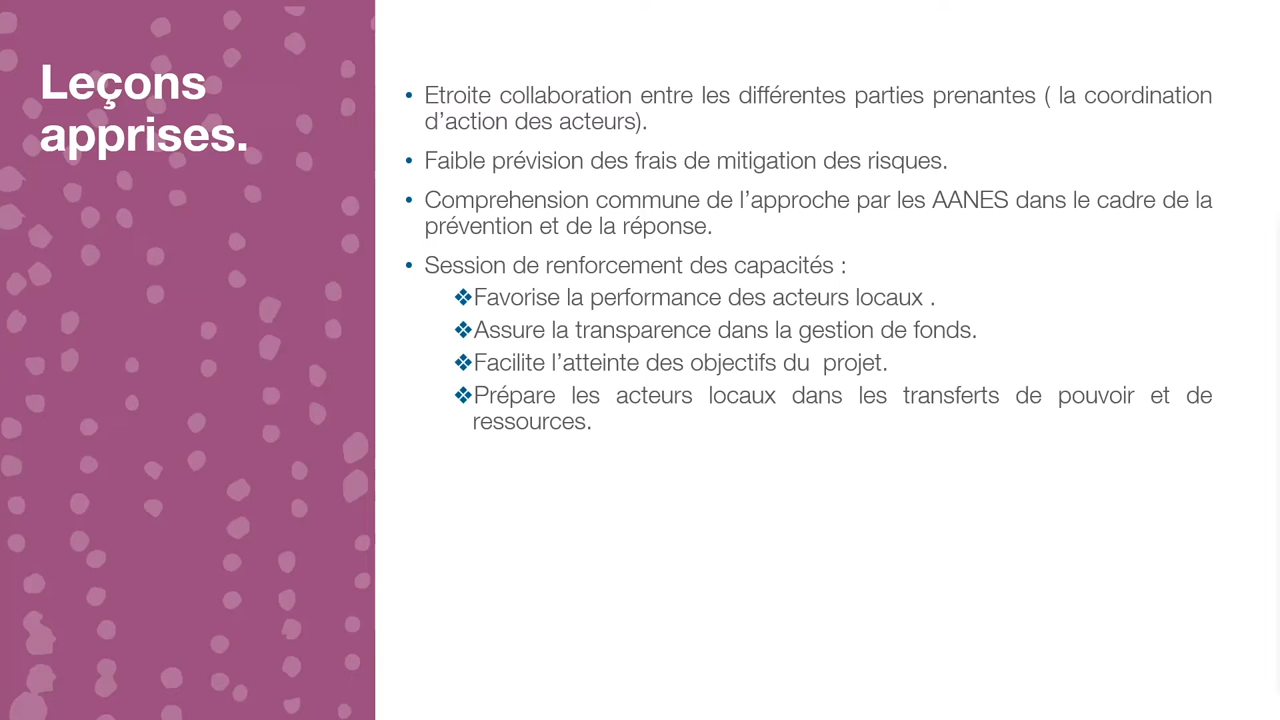 Leçons
apprises.
• Etroite collaboration entre les différentes parties prenantes ( la coordination
d’action des acteurs).
• Faible prévision des frais de mitigation des risques.
• Comprehension commune de l’approche par les AANES dans le cadre de la
prévention et de la réponse.
• Session de renforcement des capacités :
❖Favorise la performance des acteurs locaux .
❖Assure la transparence dans la gestion de fonds.
❖Facilite l’atteinte des objectifs du  projet.
❖Prépare les acteurs locaux dans les transferts de pouvoir et de
ressources.